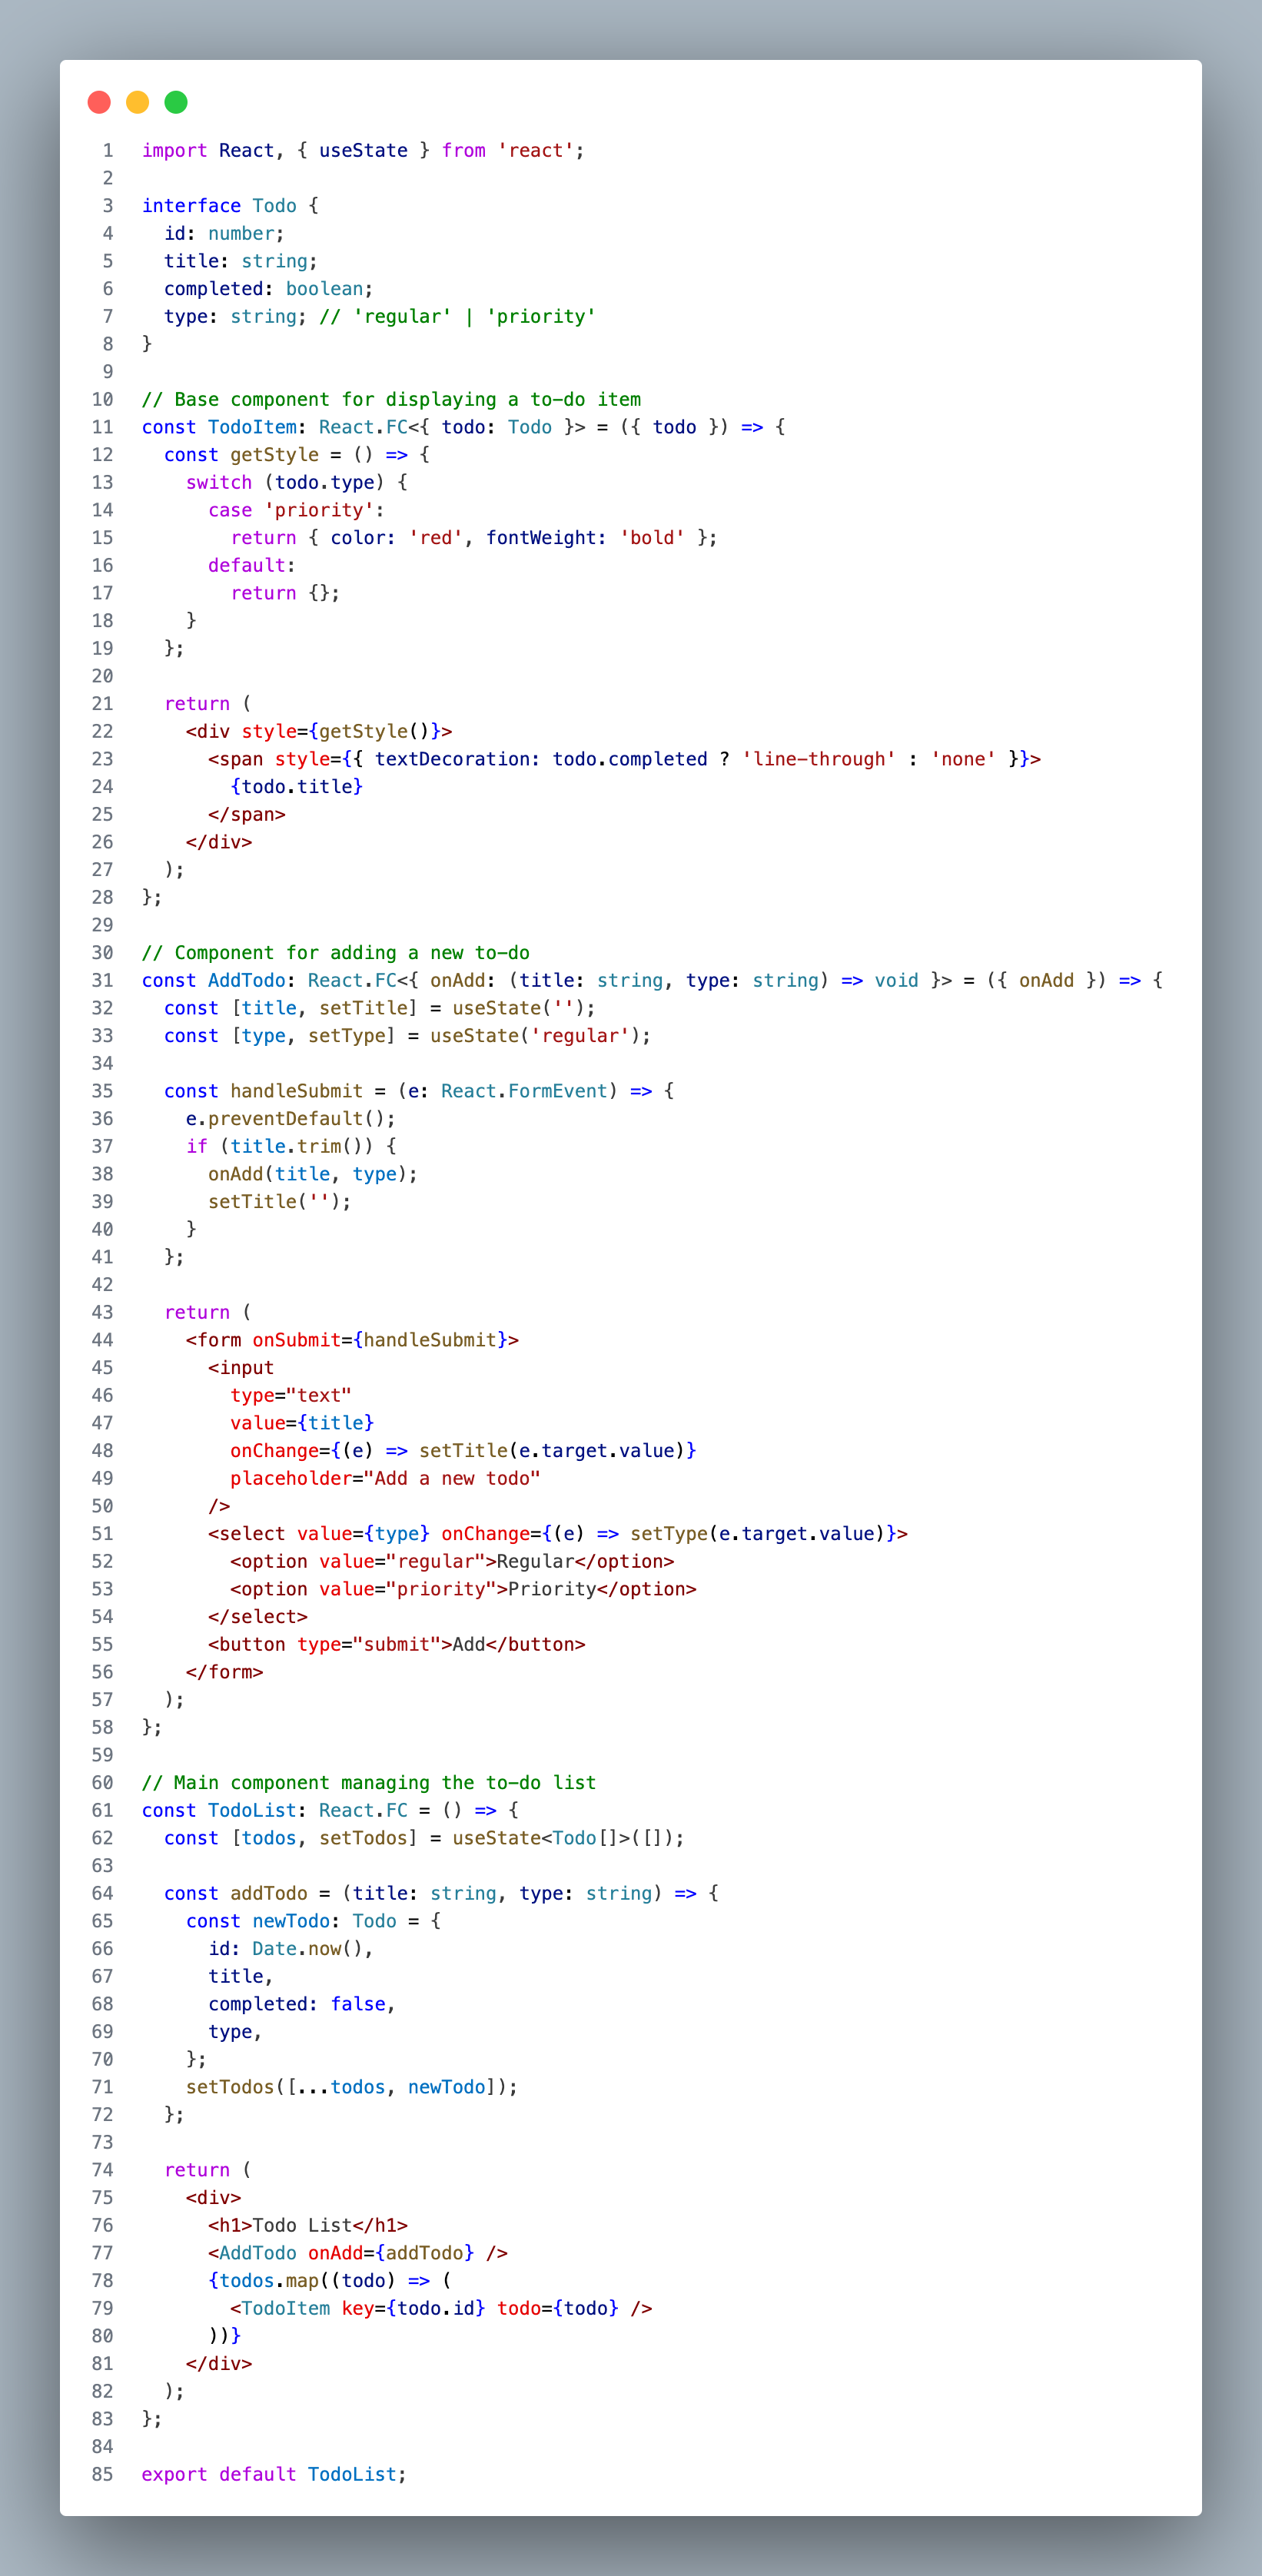 1 import React, { useState } from 'react';
2
3 interface Todo {
4   id: number;
5   title: string;
6   completed: boolean;
7   type: string; // 'regular' | 'priority'
8 }
9
10 // Base component for displaying a to-do item
11 const TodoItem: React.FC<{ todo: Todo }> = ({ todo }) => {
12   const getStyle = () => {
13     switch (todo.type) {
14       case 'priority':
15         return { color: 'red', fontWeight: 'bold' };
16       default:
17         return {};
18     }
19   };
20
21   return (
22     <div style={getStyle()}>
23       <span style={{ textDecoration: todo.completed ? 'line-through' : 'none' }}>
24         {todo.title}
25       </span>
26     </div>
27   );
28 };
29
30 // Component for adding a new to-do
31 const AddTodo: React.FC<{ onAdd: (title: string, type: string) => void }> = ({ onAdd }) => {
32   const [title, setTitle] = useState('');
33   const [type, setType] = useState('regular');
34
35   const handleSubmit = (e: React.FormEvent) => {
36     e.preventDefault();
37     if (title.trim()) {
38       onAdd(title, type);
39       setTitle('');
40     }
41   };
42
43   return (
44     <form onSubmit={handleSubmit}>
45       <input
46         type="text"
47         value={title}
48         onChange={(e) => setTitle(e.target.value)}
49         placeholder="Add a new todo"
50       />
51       <select value={type} onChange={(e) => setType(e.target.value)}>
52         <option value="regular">Regular</option>
53         <option value="priority">Priority</option>
54       </select>
55       <button type="submit">Add</button>
56     </form>
57   );
58 };
59
60 // Main component managing the to-do list
61 const TodoList: React.FC = () => {
62   const [todos, setTodos] = useState<Todo[]>([]);
63
64   const addTodo = (title: string, type: string) => {
65     const newTodo: Todo = {
66       id: Date.now(),
67       title,
68       completed: false,
69       type,
70     };
71     setTodos([...todos, newTodo]);
72   };
73
74   return (
75     <div>
76       <h1>Todo List</h1>
77       <AddTodo onAdd={addTodo} />
78       {todos.map((todo) => (
79         <TodoItem key={todo.id} todo={todo} />
80       ))}
81     </div>
82   );
83 };
84
85 export default TodoList;